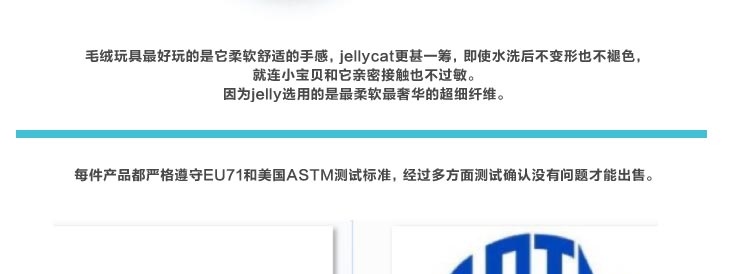 毛绒玩具最好玩的是它柔软舒适的手感，jellycat更甚一筹，即使水洗后不变形也不褪色，
就连小宝贝和它亲密接触也不过敏。
因为jelly选用的是最柔软最奢华的超细纤维。
每件产品都严格遵守EU71和美国ASTM测试标准，经过多方面测试确认没有问题才能出售。